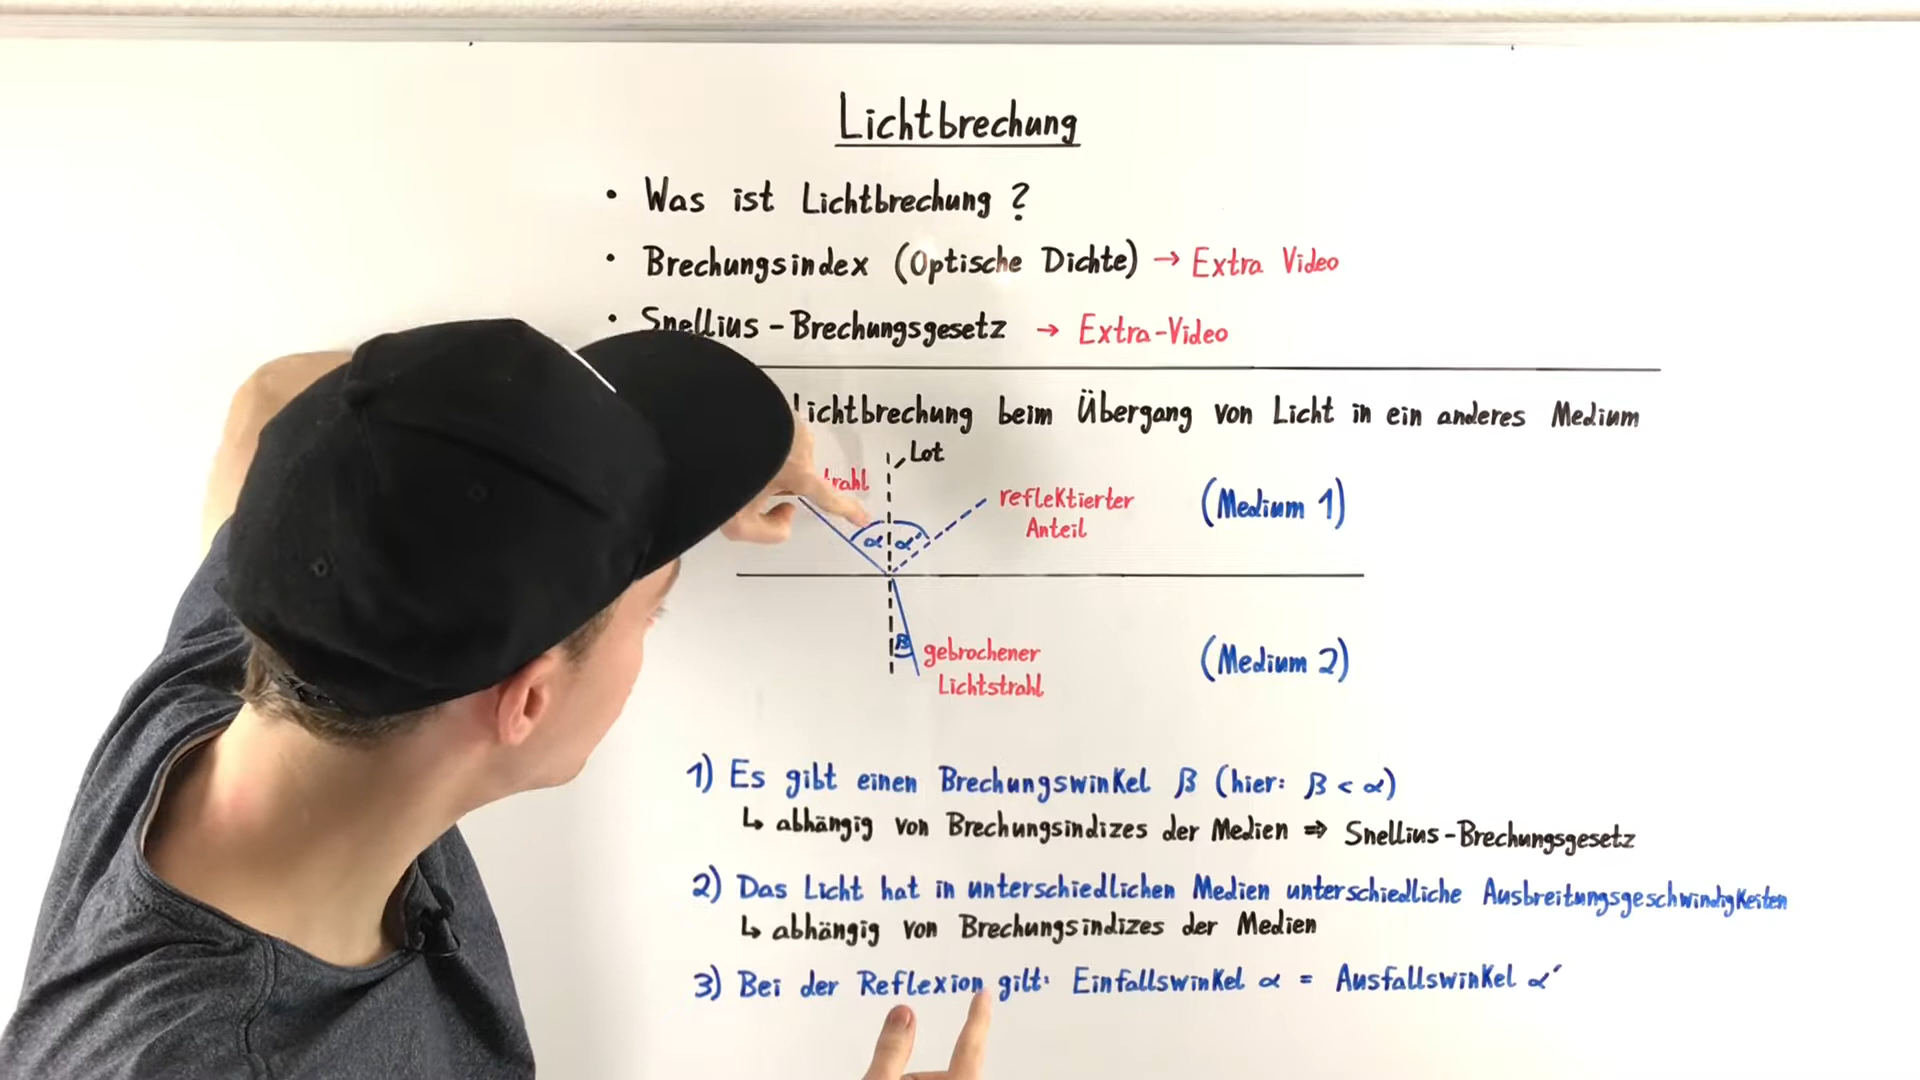 Lichtbrechung
• Was ist Lichtbrechung ?
• Brechungsindex (Optische Dichte) → Extra Video
• Snellius - Brechungsgesetz → Extra-Video
Lichtbrechung beim Übergang von Licht in ein anderes Medium
Lot
reflektierter
Anteil
(Medium 1)
α α'
β
gebrochener
Lichtstrahl
(Medium 2)
1) Es gibt einen Brechungswinkel β (hier: β < α)
↳ abhängig von Brechungsindizes der Medien ⇒ Snellius-Brechungsgesetz
2) Das Licht hat in unterschiedlichen Medien unterschiedliche Ausbreitungsgeschwindigkeiten
↳ abhängig von Brechungsindizes der Medien
3) Bei der Reflexion gilt: Einfallswinkel α = Ausfallswinkel α'